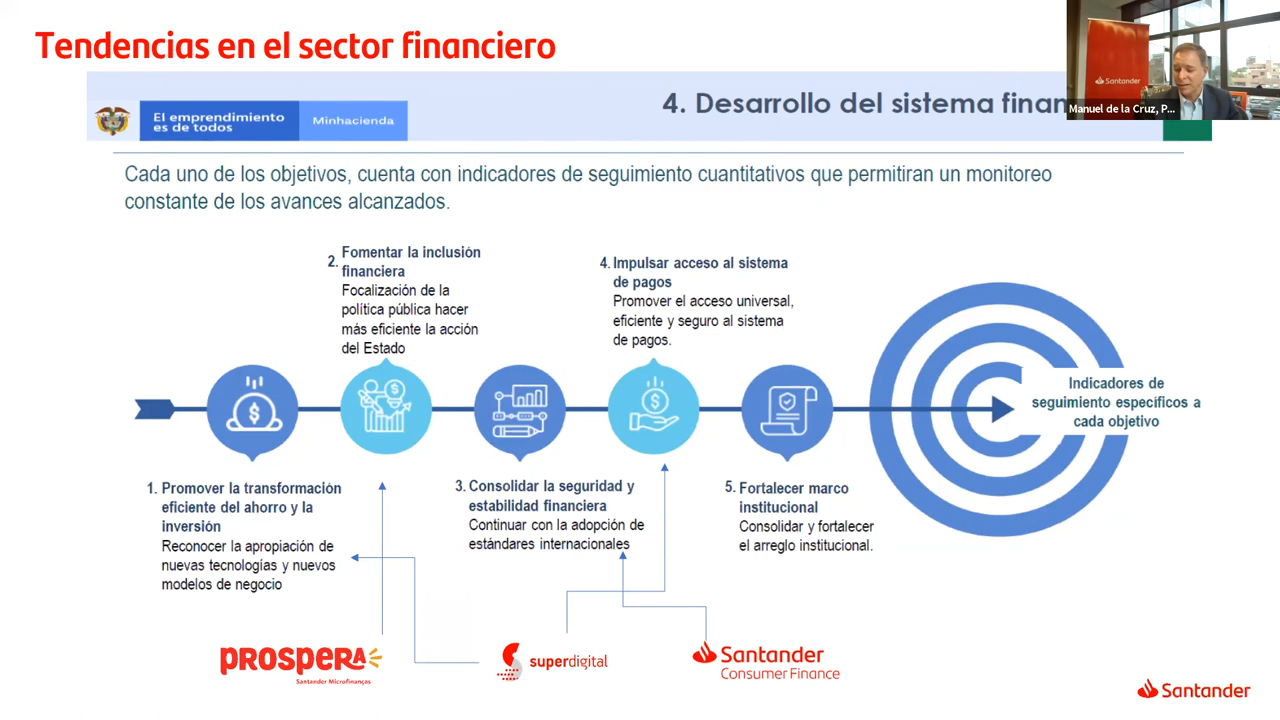 Tendencias en el sector financiero
Santander
Manuel de la Cruz, P...
El emprendimiento
es de todos
Minhacienda
4. Desarrollo del sistema finan
Cada uno de los objetivos, cuenta con indicadores de seguimiento cuantitativos que permitiran un monitoreo
constante de los avances alcanzados.
2. Fomentar la inclusión
financiera
Focalización de la
política pública hacer
más eficiente la acción
del Estado
4. Impulsar acceso al sistema
de pagos
Promover el acceso universal,
eficiente y seguro al sistema
de pagos.
Indicadores de
seguimiento específicos a
cada objetivo
1. Promover la transformación
eficiente del ahorro y la
inversión
Reconocer la apropiación de
nuevas tecnologías y nuevos
modelos de negocio
3. Consolidar la seguridad y
estabilidad financiera
Continuar con la adopción de
estándares internacionales
5. Fortalecer marco
institucional
Consolidar y fortalecer
el arreglo institucional.
PROSPERA
Santander Microfinanças
superdigital
Santander
Consumer Finance
Santander